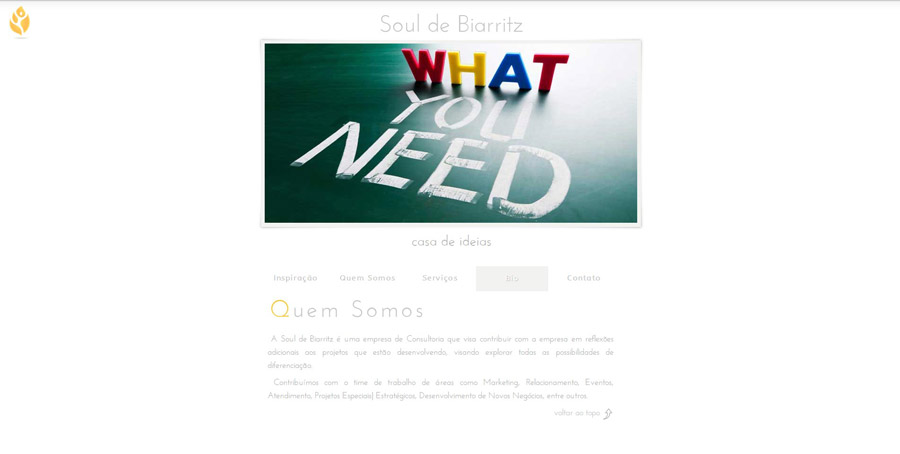 Soul de Biarritz
WHAT
YOU
NEED
casa de ideias
Inspiração Quem Somos Serviços Bio Contato
Quem Somos
A Soul de Biarritz é uma empresa de Consultoria que visa contribuir com a empresa em reflexões
adicionais aos projetos que estão desenvolvendo, visando explorar todas as possibilidades de
diferenciação.
Contribuímos com o time de trabalho de áreas como Marketing, Relacionamento, Eventos,
Atendimento, Projetos Especiais| Estratégicos, Desenvolvimento de Novos Negócios, entre outros.
voltar ao topo